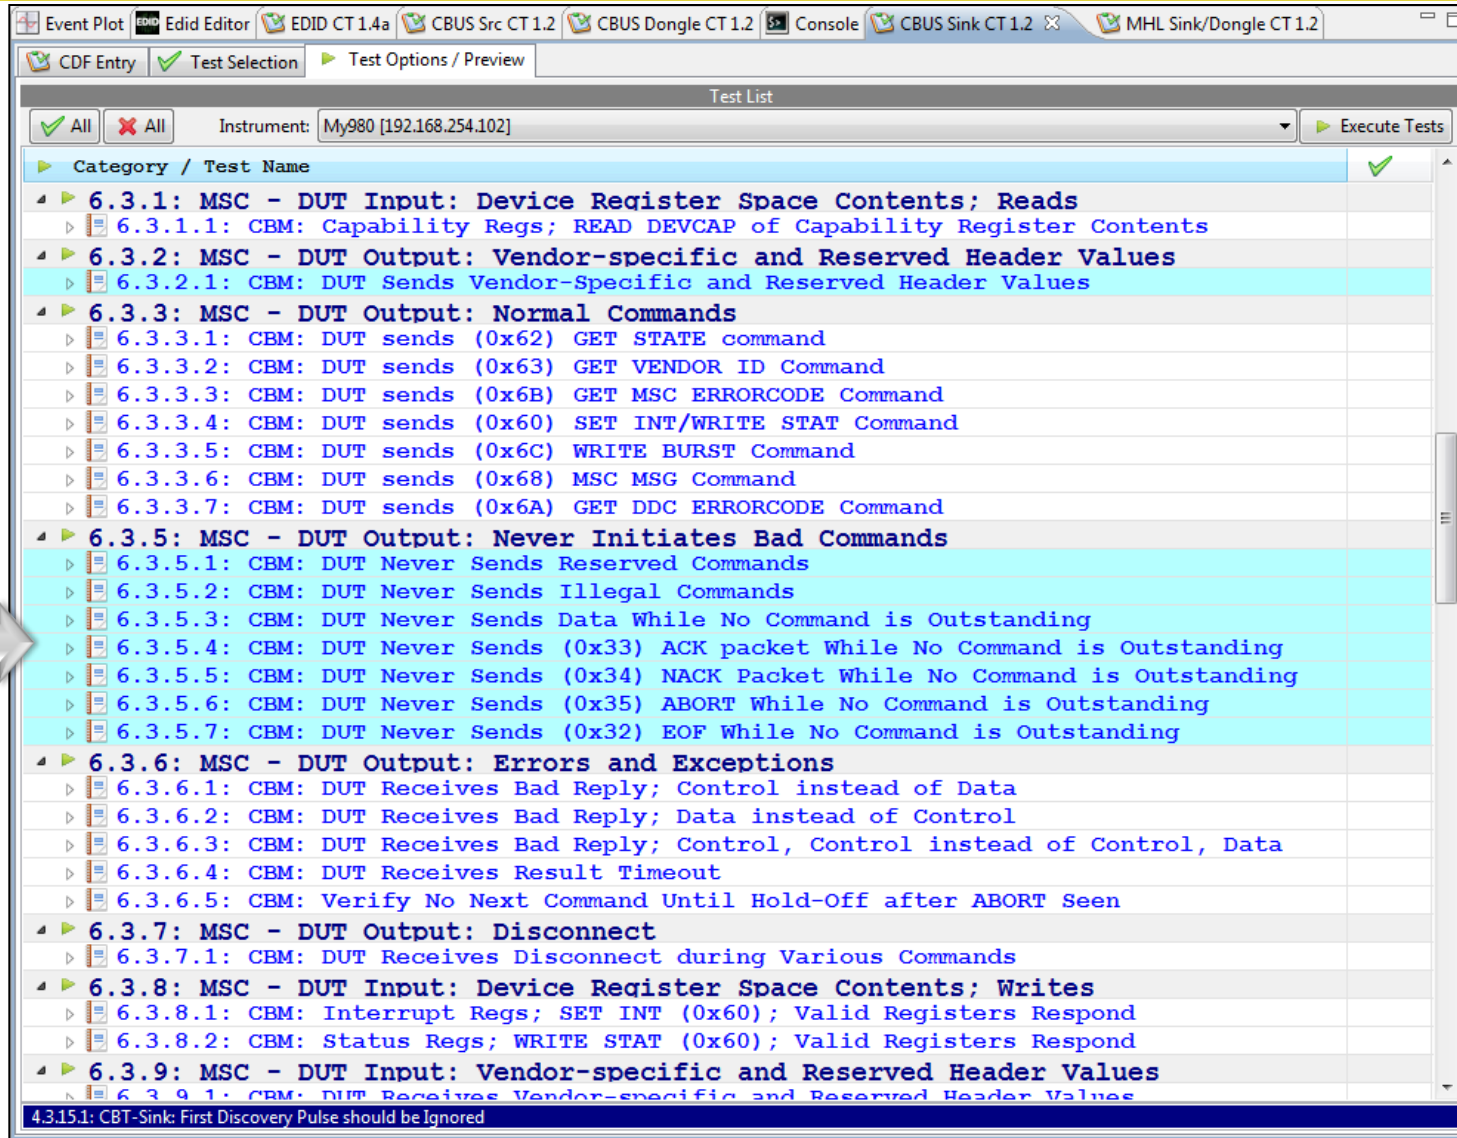 Event Plot EDID Edid Editor EDID CT 1.4a CBUS Src CT 1.2 CBUS Dongle CT 1.2 Console CBUS Sink CT 1.2 MHL Sink/Dongle CT 1.2
CDF Entry Test Selection Test Options / Preview
Test List
All All Instrument: My980 [192.168.254.102] Execute Tests
Category / Test Name
6.3.1: MSC - DUT Input: Device Register Space Contents; Reads
6.3.1.1: CBM: Capability Regs; READ DEVCAP of Capability Register Contents
6.3.2: MSC - DUT Output: Vendor-specific and Reserved Header Values
6.3.2.1: CBM: DUT Sends Vendor-Specific and Reserved Header Values
6.3.3: MSC - DUT Output: Normal Commands
6.3.3.1: CBM: DUT sends (0x62) GET STATE command
6.3.3.2: CBM: DUT sends (0x63) GET VENDOR ID Command
6.3.3.3: CBM: DUT sends (0x6B) GET MSC ERRORCODE Command
6.3.3.4: CBM: DUT sends (0x60) SET INT/WRITE STAT Command
6.3.3.5: CBM: DUT sends (0x6C) WRITE BURST Command
6.3.3.6: CBM: DUT sends (0x68) MSC MSG Command
6.3.3.7: CBM: DUT sends (0x6A) GET DDC ERRORCODE Command
6.3.5: MSC - DUT Output: Never Initiates Bad Commands
6.3.5.1: CBM: DUT Never Sends Reserved Commands
6.3.5.2: CBM: DUT Never Sends Illegal Commands
6.3.5.3: CBM: DUT Never Sends Data While No Command is Outstanding
6.3.5.4: CBM: DUT Never Sends (0x33) ACK packet While No Command is Outstanding
6.3.5.5: CBM: DUT Never Sends (0x34) NACK Packet While No Command is Outstanding
6.3.5.6: CBM: DUT Never Sends (0x35) ABORT While No Command is Outstanding
6.3.5.7: CBM: DUT Never Sends (0x32) EOF While No Command is Outstanding
6.3.6: MSC - DUT Output: Errors and Exceptions
6.3.6.1: CBM: DUT Receives Bad Reply; Control instead of Data
6.3.6.2: CBM: DUT Receives Bad Reply; Data instead of Control
6.3.6.3: CBM: DUT Receives Bad Reply; Control, Control instead of Control, Data
6.3.6.4: CBM: DUT Receives Result Timeout
6.3.6.5: CBM: Verify No Next Command Until Hold-Off after ABORT Seen
6.3.7: MSC - DUT Output: Disconnect
6.3.7.1: CBM: DUT Receives Disconnect during Various Commands
6.3.8: MSC - DUT Input: Device Register Space Contents; Writes
6.3.8.1: CBM: Interrupt Regs; SET INT (0x60); Valid Registers Respond
6.3.8.2: CBM: Status Regs; WRITE STAT (0x60); Valid Registers Respond
6.3.9: MSC - DUT Input: Vendor-specific and Reserved Header Values
6.3.9.1: CBM: DUT Receives Vendor-specific and Reserved Header Values
4.3.15.1: CBT-Sink: First Discovery Pulse should be Ignored